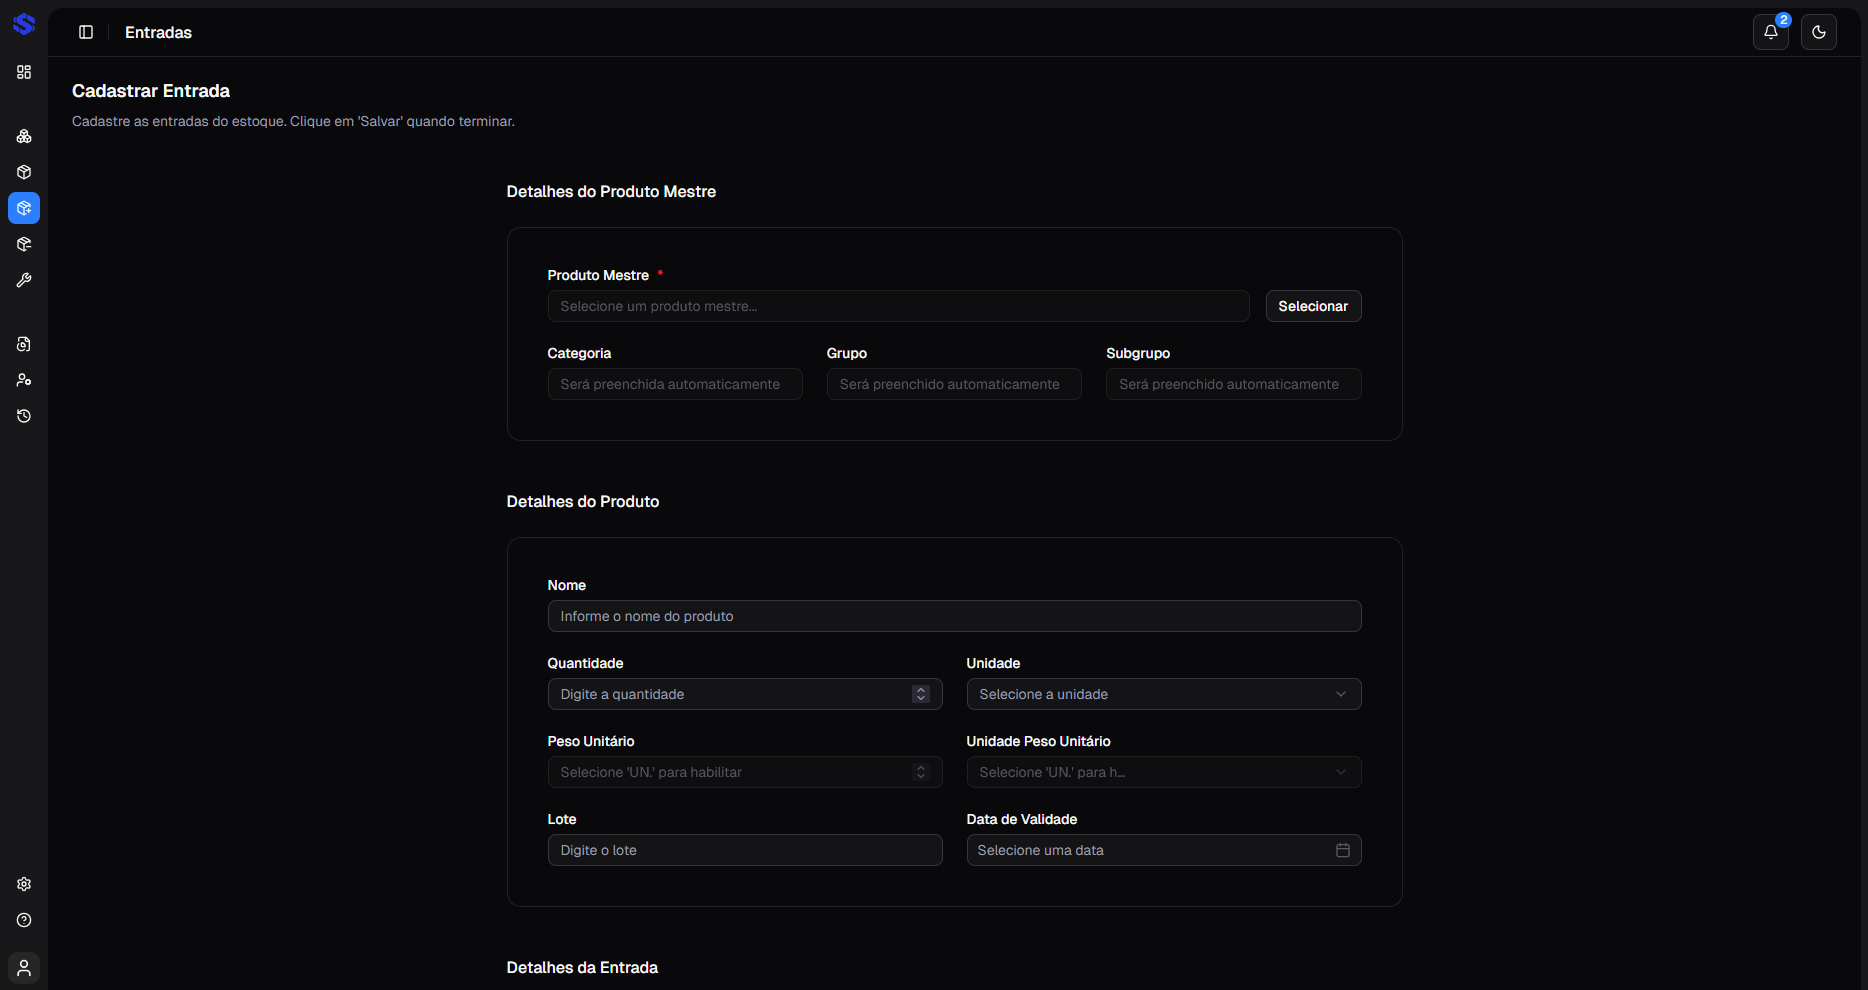 Entradas
2
Cadastrar Entrada
Cadastre as entradas do estoque. Clique em 'Salvar' quando terminar.
Detalhes do Produto Mestre
Produto Mestre *
Selecione um produto mestre...
Selecionar
Categoria Grupo Subgrupo
Será preenchida automaticamente Será preenchido automaticamente Será preenchido automaticamente
Detalhes do Produto
Nome
Informe o nome do produto
Quantidade Unidade
Digite a quantidade Selecione a unidade
Peso Unitário Unidade Peso Unitário
Selecione 'UN.' para habilitar Selecione 'UN.' para h...
Lote Data de Validade
Digite o lote Selecione uma data
Detalhes da Entrada